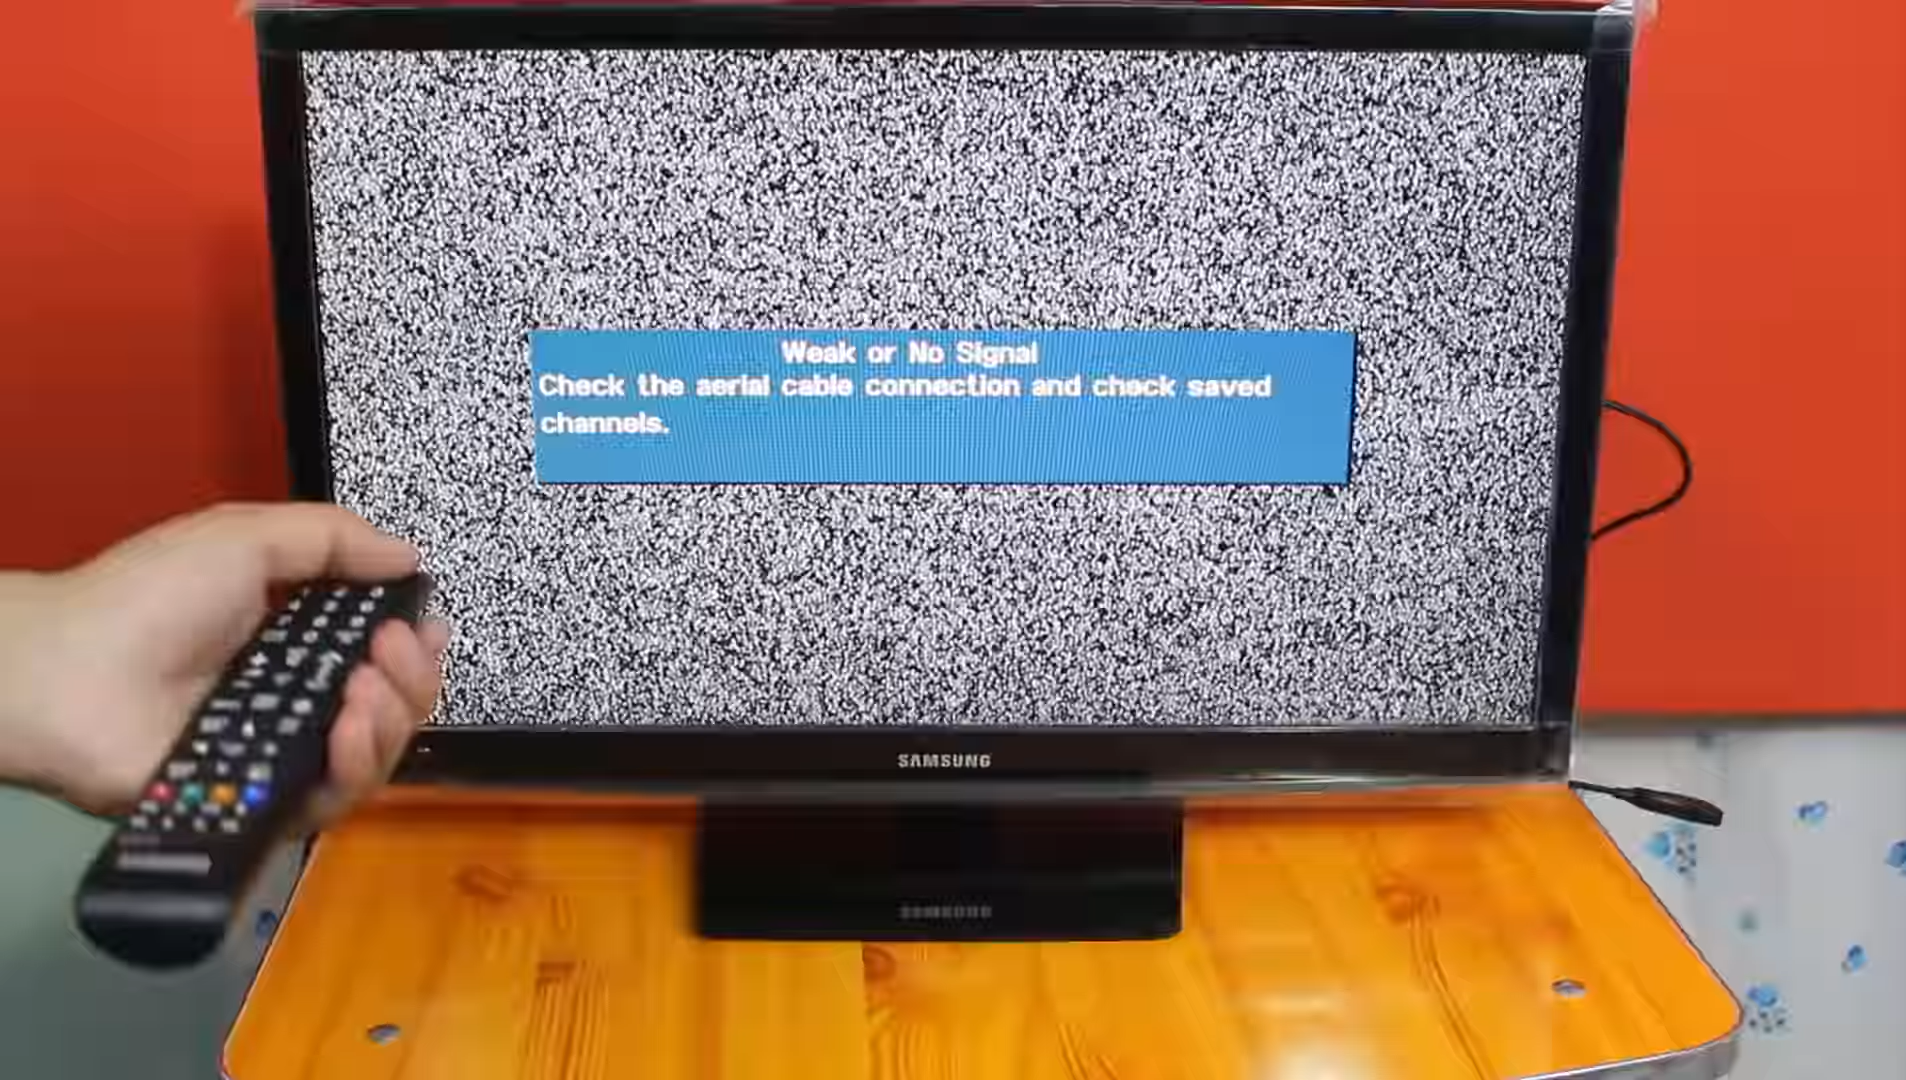 Weak or No Signal
Check the aerial cable connection and check saved
channels.
SAMSUNG
SAMSUNG